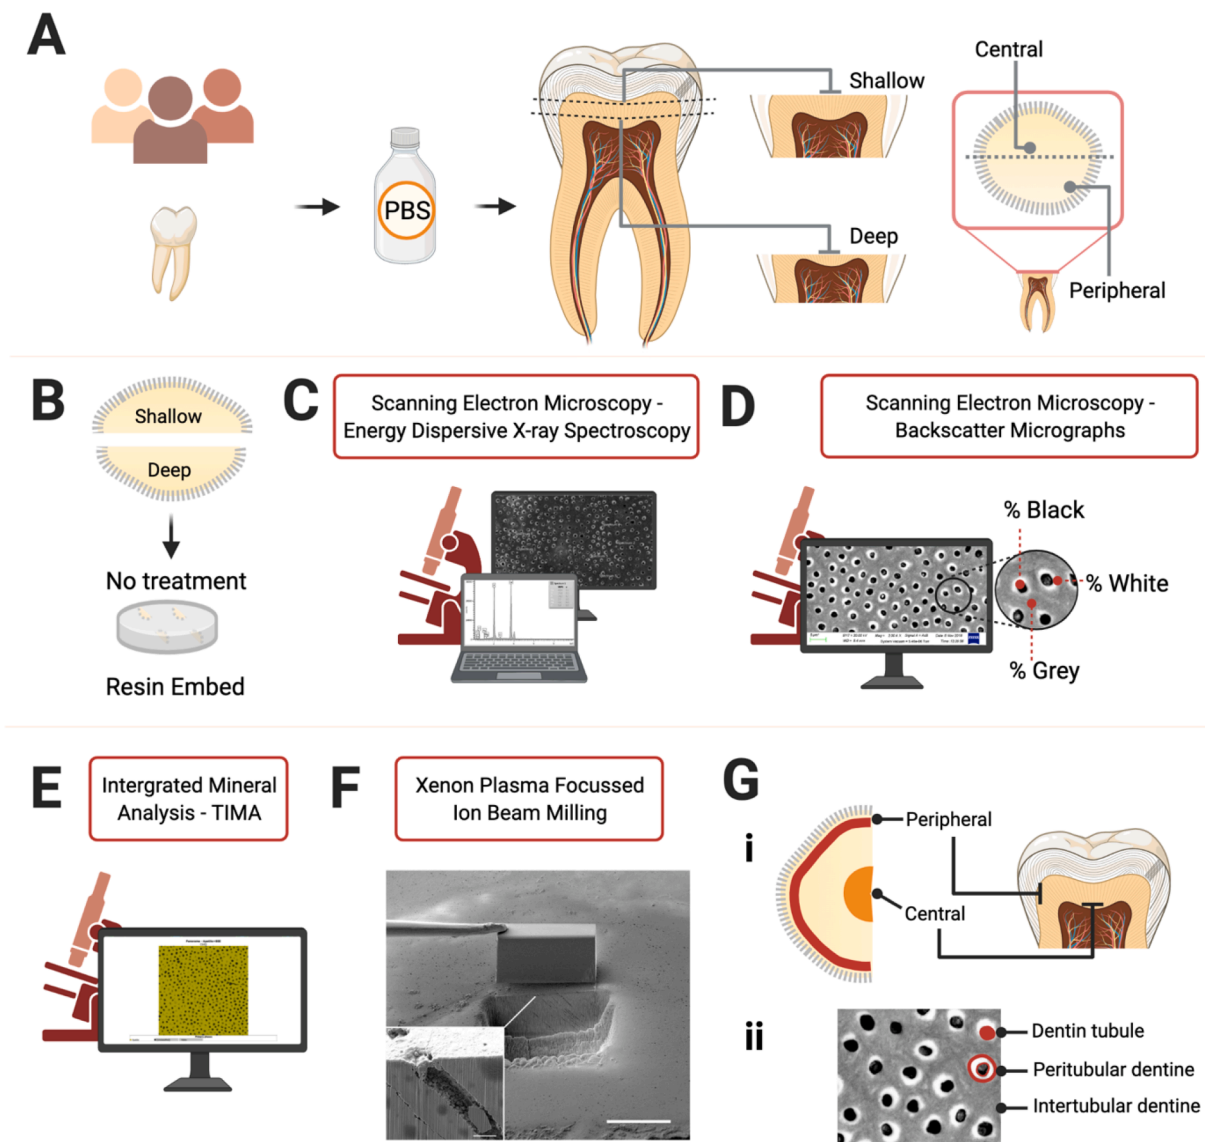 A
Central
Shallow
PBS
Deep
Peripheral
B
C
D
Shallow
Deep
No treatment
Resin Embed
Scanning Electron Microscopy -
Energy Dispersive X-ray Spectroscopy
Scanning Electron Microscopy -
Backscatter Micrographs
% Black
% White
% Grey
E
Intergrated Mineral
Analysis - TIMA
F
Xenon Plasma Focussed
Ion Beam Milling
G
i
Peripheral
Central
ii
Dentin tubule
Peritubular dentine
Intertubular dentine